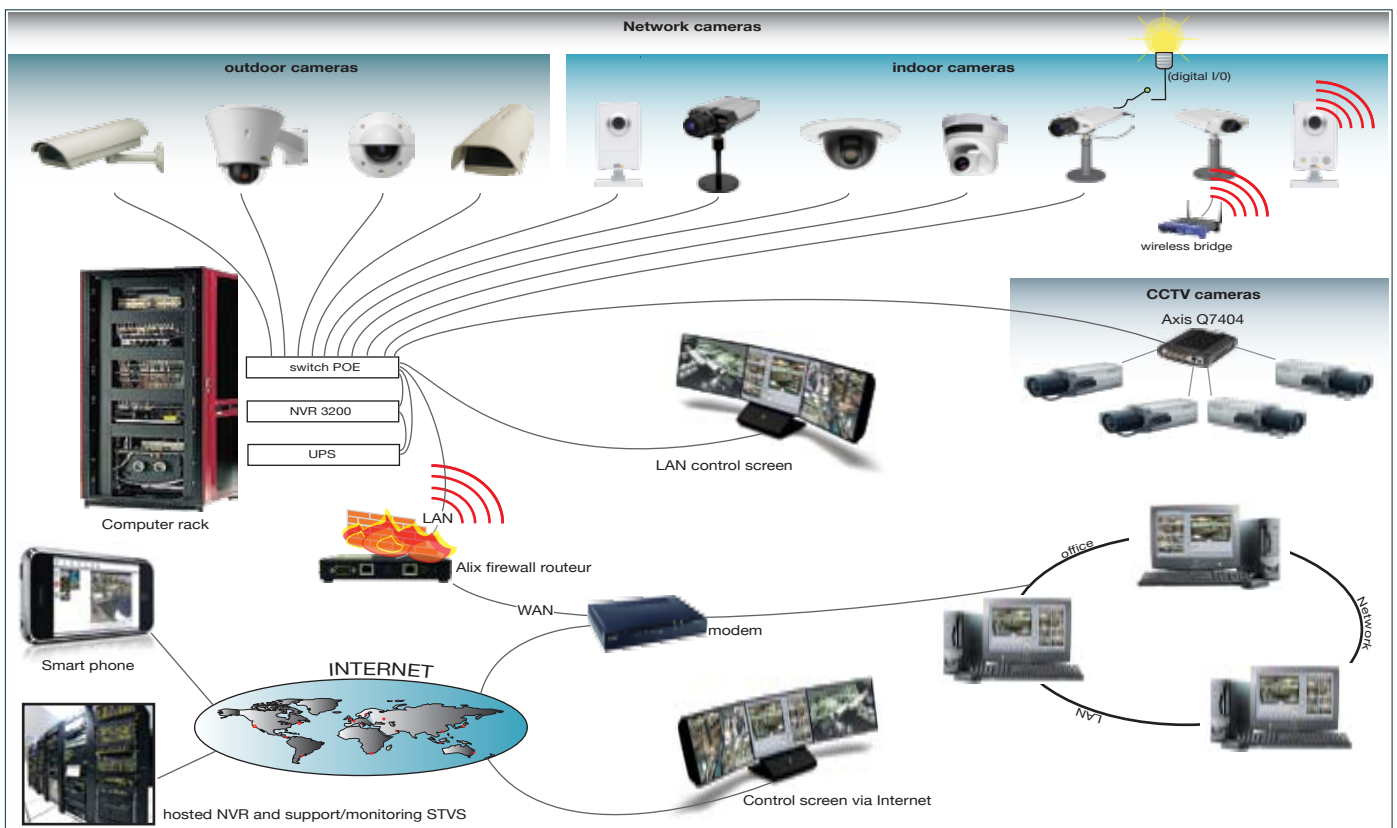 Network cameras
outdoor cameras
indoor cameras
(digital I/0)
wireless bridge
CCTV cameras
Axis Q7404
switch POE
NVR 3200
UPS
LAN control screen
Computer rack
LAN
Alix firewall routeur
office
Network
LAN
WAN
modem
Smart phone
INTERNET
Control screen via Internet
hosted NVR and support/monitoring STVS